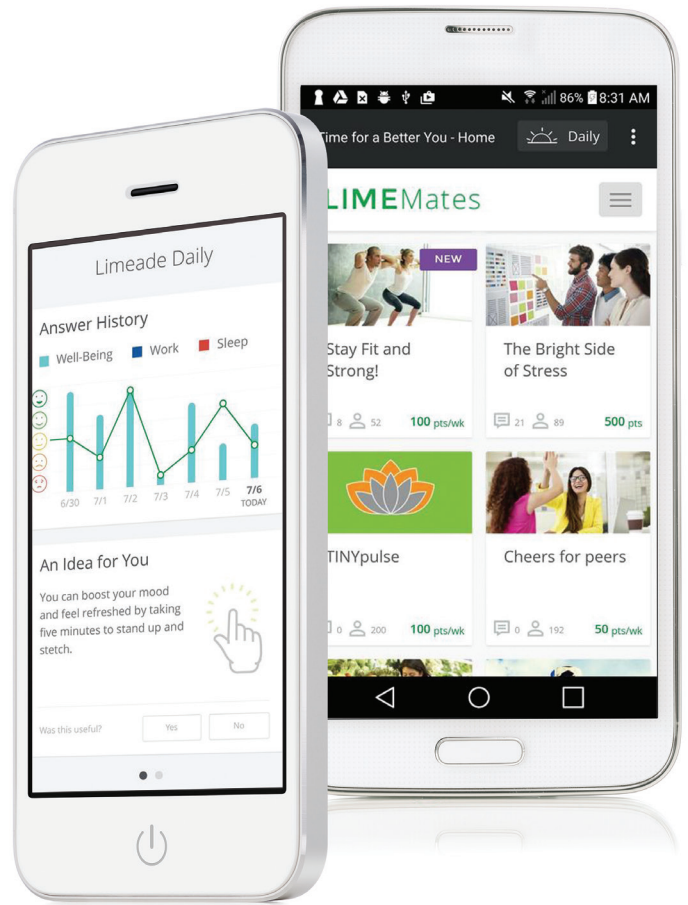 Limeade Daily
Answer History
Well-Being Work Sleep
6/30 7/1 7/2 7/3 7/4 7/5 7/6
TODAY
An Idea for You
You can boost your mood
and feel refreshed by taking
five minutes to stand up and
stetch.
Was this useful? Yes No
86% 8:31 AM
Time for a Better You - Home Daily
LIMEMates
NEW
Stay Fit and
Strong!
8 52 100 pts/wk
The Bright Side
of Stress
21 89 500 pts
TINYpulse
0 200 100 pts/wk
Cheers for peers
0 192 50 pts/wk